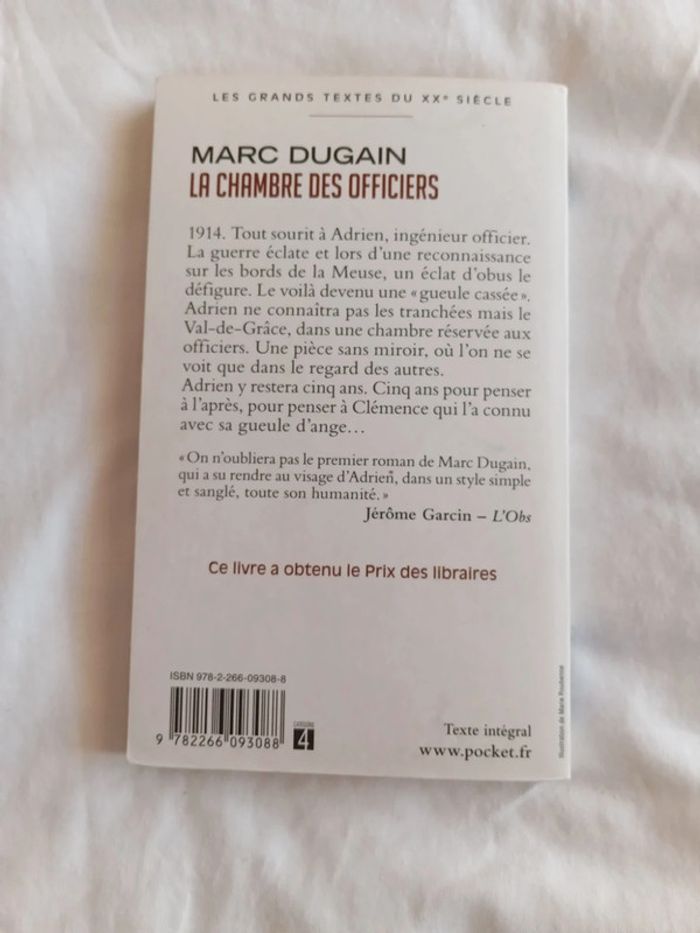 LES GRANDS TEXTES DU XXe SIÈCLE
MARC DUGAIN
LA CHAMBRE DES OFFICIERS
1914. Tout sourit à Adrien, ingénieur officier.
La guerre éclate et lors d'une reconnaissance
sur les bords de la Meuse, un éclat d'obus le
défigure. Le voilà devenu une « gueule cassée ».
Adrien ne connaîtra pas les tranchées mais le
Val-de-Grâce, dans une chambre réservée aux
officiers. Une pièce sans miroir, où l'on ne se
voit que dans le regard des autres.
Adrien y restera cinq ans. Cinq ans pour penser
à l'après, pour penser à Clémence qui l'a connu
avec sa gueule d'ange…
« On n'oubliera pas le premier roman de Marc Dugain,
qui a su rendre au visage d'Adrien, dans un style simple
et sanglé, toute son humanité. »
Jérôme Garcin – L'Obs
Ce livre a obtenu le Prix des libraires
ISBN 978-2-266-09308-8
9 782266 093088
CATÉGORIE
4
Texte intégral
www.pocket.fr
Illustration de Marie